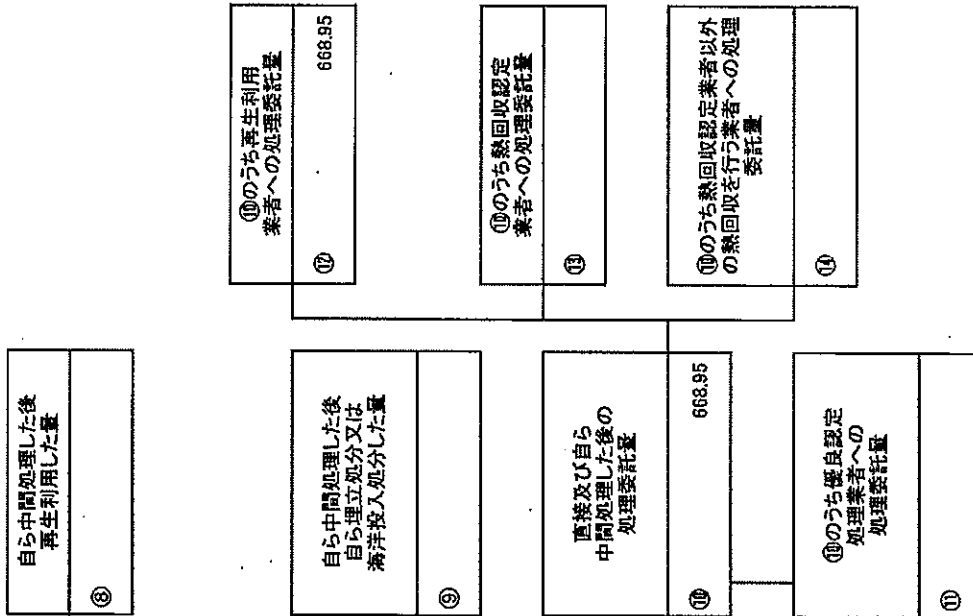 自ら中間処理した後
再生利用した量
⑧
自ら中間処理した後
自ら埋立処分又は
海洋投入処分した量
⑨
直接及び自ら
中間処理した後の
処理委託量
⑩
668.95
⑩のうち優良認定
処理業者への
処理委託量
⑪
⑩のうち再生利用
業者への処理委託量
⑫
668.95
⑩のうち熱回収認定
業者への処理委託量
⑬
⑩のうち熱回収認定業者以外
の熱回収を行う業者への処理
委託量
⑭